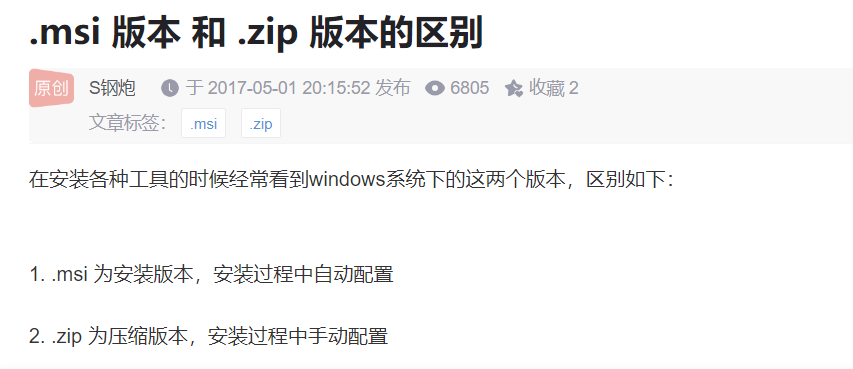 .msi 版本 和 .zip 版本的区别
原创 S钢炮 于 2017-05-01 20:15:52 发布 6805 收藏 2
文章标签： .msi .zip
在安装各种工具的时候经常看到windows系统下的这两个版本，区别如下：
1. .msi 为安装版本，安装过程中自动配置
2. .zip 为压缩版本，安装过程中手动配置